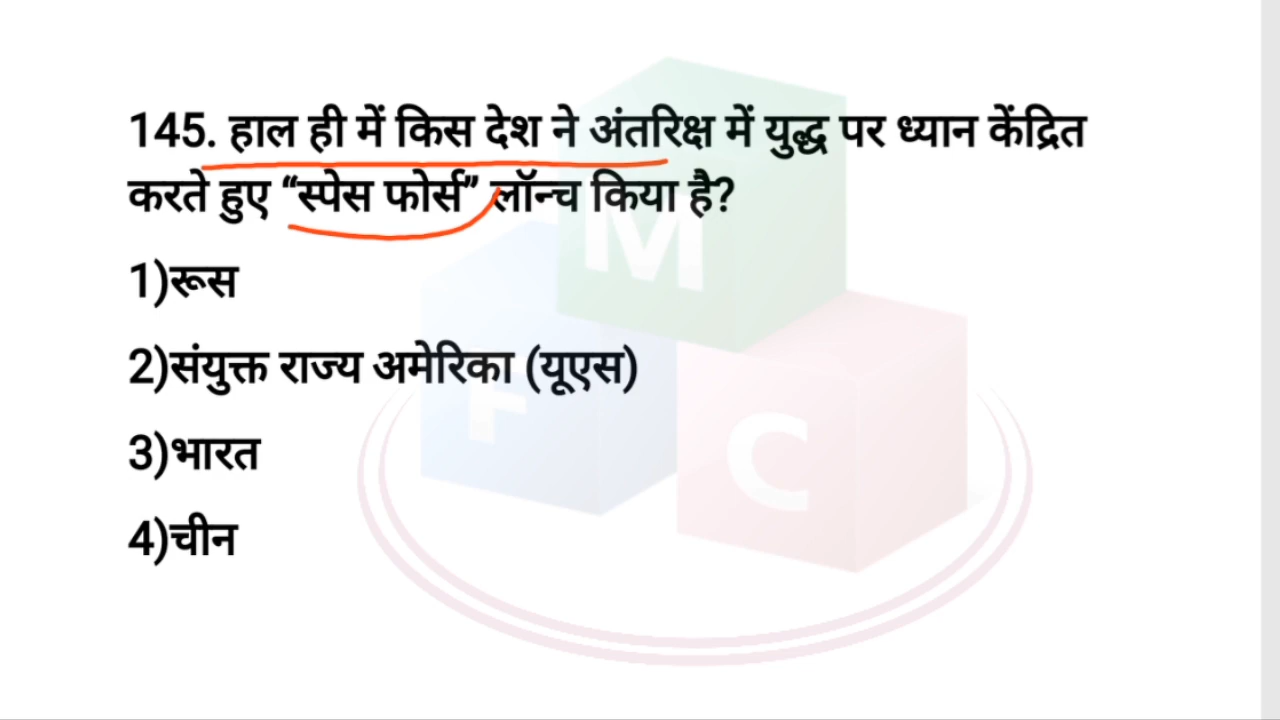 145. हाल ही में किस देश ने अंतरिक्ष में युद्ध पर ध्यान केंद्रित
करते हुए “स्पेस फोर्स” लॉन्च किया है?
M
1)रूस
2)संयुक्त राज्य अमेरिका (यूएस)
F
3)भारत
C
4)चीन